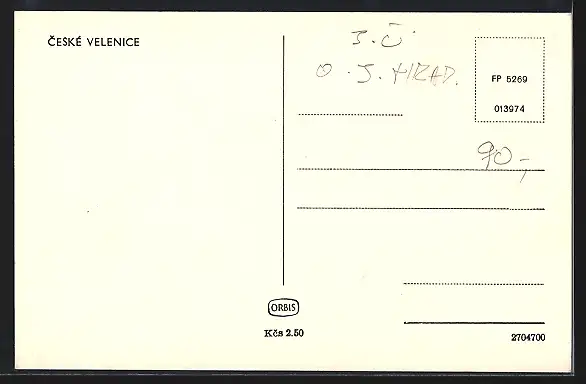 ČESKÉ VELENICE
J. Č.
O. J. HRAD.
FP 5269
013974
90,-
ORBIS
Kčs 2.50
2704700